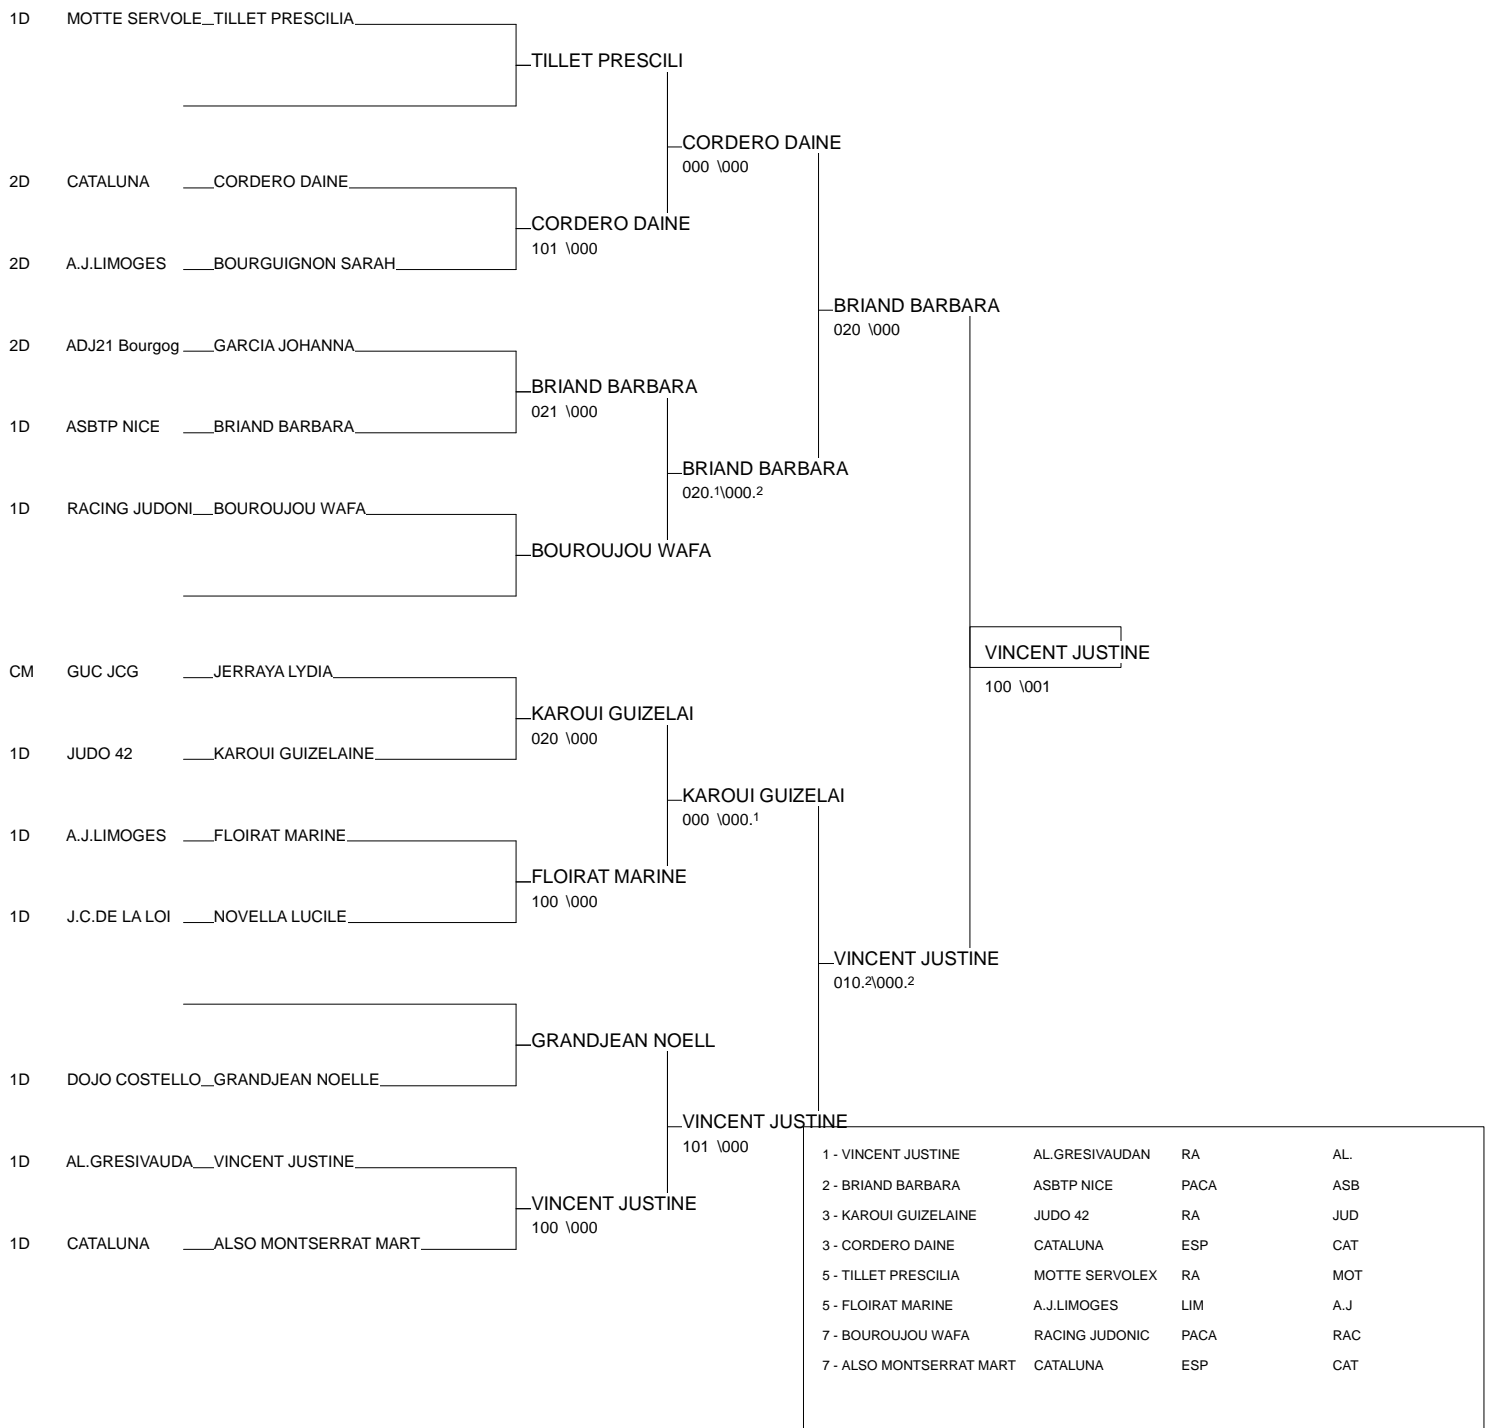 1D MOTTE SERVOLE TILLET PRESCILIA
TILLET PRESCILI
CORDERO DAINE
000 \000
2D CATALUNA CORDERO DAINE
CORDERO DAINE
101 \000
2D A.J.LIMOGES BOURGUIGNON SARAH
BRIAND BARBARA
020 \000
2D ADJ21 Bourgog GARCIA JOHANNA
BRIAND BARBARA
021 \000
1D ASBTP NICE BRIAND BARBARA
BRIAND BARBARA
020.1\000.2
1D RACING JUDONI BOUROUJOU WAFA
BOUROUJOU WAFA
VINCENT JUSTINE
100 \001
CM GUC JCG JERRAYA LYDIA
KAROUI GUIZELAI
020 \000
1D JUDO 42 KAROUI GUIZELAINE
KAROUI GUIZELAI
000 \000.1
1D A.J.LIMOGES FLOIRAT MARINE
FLOIRAT MARINE
100 \000
1D J.C.DE LA LOI NOVELLA LUCILE
VINCENT JUSTINE
010.2\000.2
GRANDJEAN NOELL
1D DOJO COSTELLO GRANDJEAN NOELLE
VINCENT JUSTINE
101 \000
1D AL.GRESIVAUDA VINCENT JUSTINE
VINCENT JUSTINE
100 \000
1D CATALUNA ALSO MONTSERRAT MART
1 - VINCENT JUSTINE AL.GRESIVAUDAN RA AL.
2 - BRIAND BARBARA ASBTP NICE PACA ASB
3 - KAROUI GUIZELAINE JUDO 42 RA JUD
3 - CORDERO DAINE CATALUNA ESP CAT
5 - TILLET PRESCILIA MOTTE SERVOLEX RA MOT
5 - FLOIRAT MARINE A.J.LIMOGES LIM A.J
7 - BOUROUJOU WAFA RACING JUDONIC PACA RAC
7 - ALSO MONTSERRAT MART CATALUNA ESP CAT